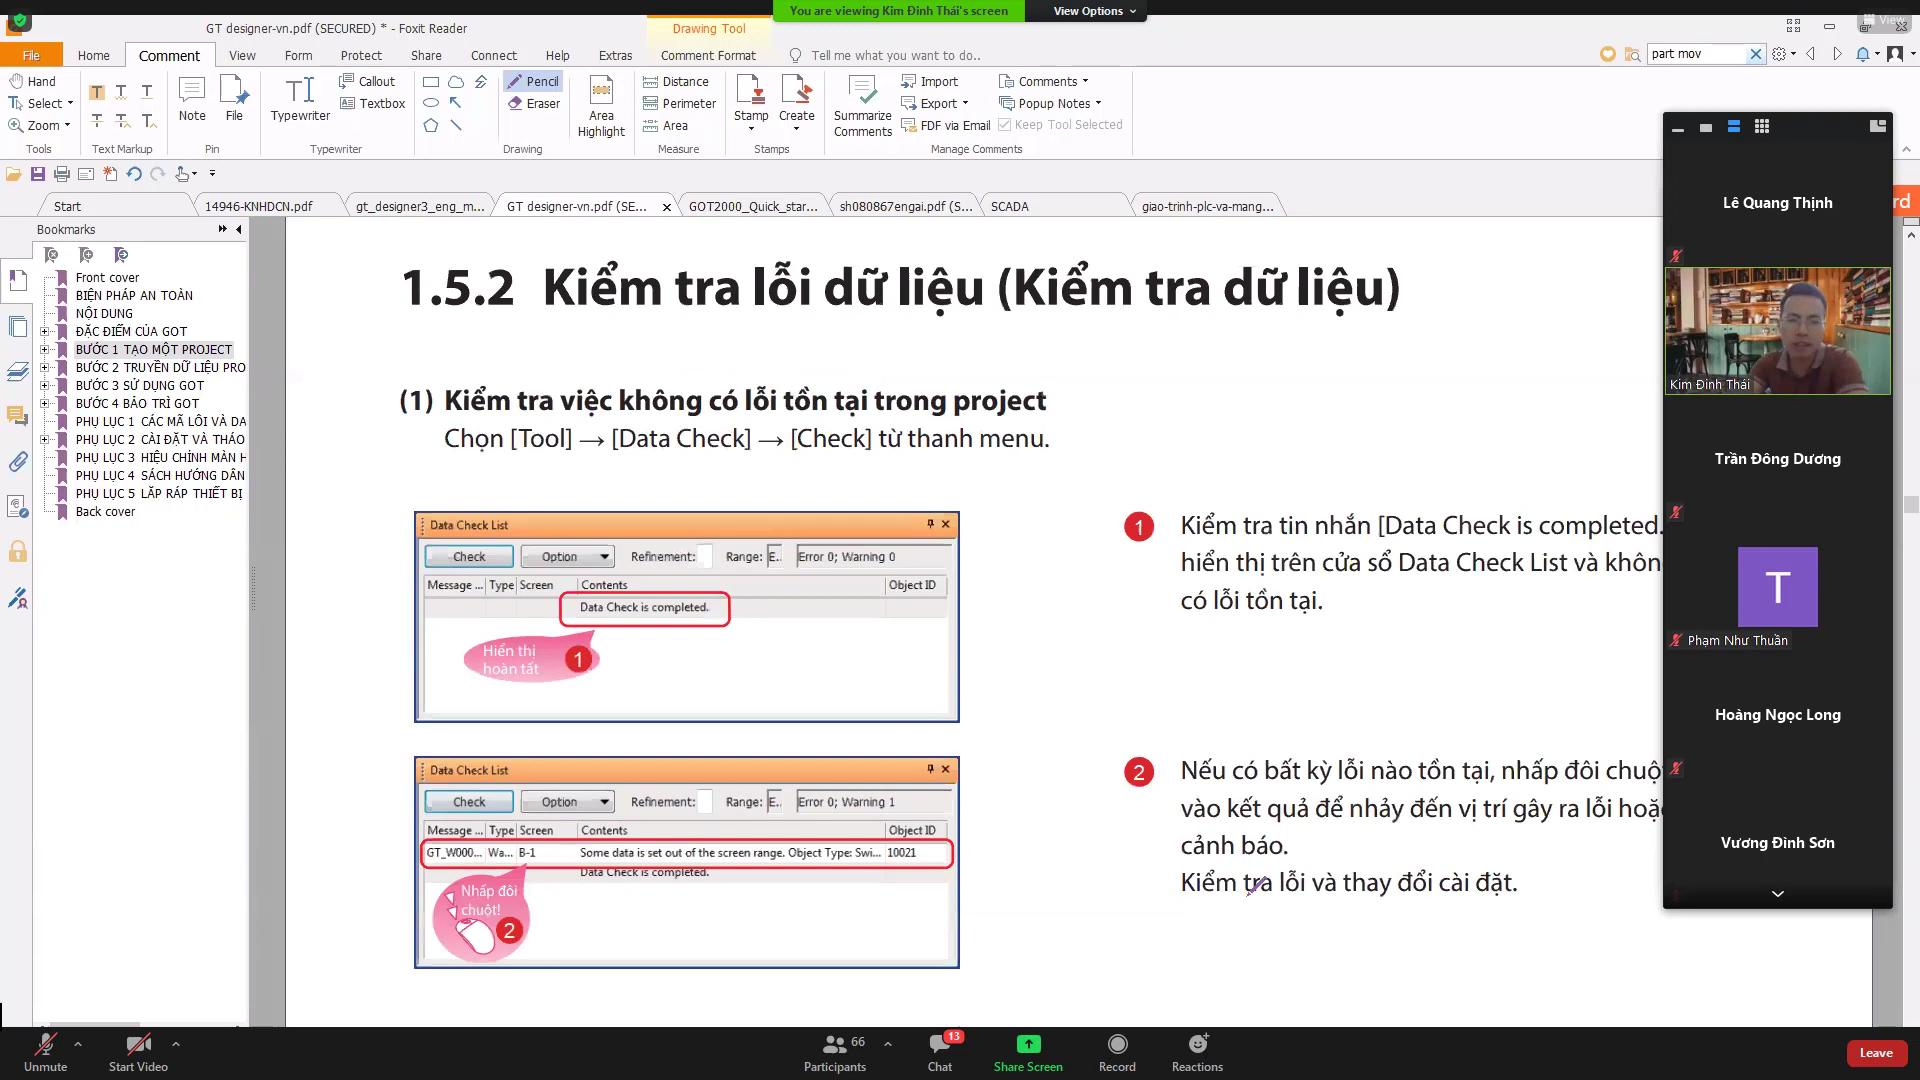 You are viewing Kim Đinh Thái's screen
View Options
View
GT designer-vn.pdf (SECURED) * - Foxit Reader
Drawing Tool
File
Home
Comment
View
Form
Protect
Share
Connect
Help
Extras
Comment Format
Tell me what you want to do..
part mov
Hand
Select
Zoom
Tools
Text Markup
Note
File
Pin
Typewriter
Callout
Textbox
Typewriter
Pencil
Eraser
Area Highlight
Drawing
Distance
Perimeter
Area
Measure
Stamp
Create
Stamps
Summarize Comments
Import
Export
FDF via Email
Comments
Popup Notes
Keep Tool Selected
Manage Comments
Start
14946-KNHDCN.pdf
gt_designer3_eng_m...
GT designer-vn.pdf (SE...
GOT2000_Quick_star...
sh080867engai.pdf (S...
SCADA
giao-trinh-plc-va-mang...
Bookmarks
Front cover
BIỆN PHÁP AN TOÀN
NỘI DUNG
ĐẶC ĐIỂM CỦA GOT
BƯỚC 1 TẠO MỘT PROJECT
BƯỚC 2 TRUYỀN DỮ LIỆU PRO
BƯỚC 3 SỬ DỤNG GOT
BƯỚC 4 BẢO TRÌ GOT
PHỤ LỤC 1 CÁC MÃ LỖI VÀ DA
PHỤ LỤC 2 CÀI ĐẶT VÀ THÁO
PHỤ LỤC 3 HIỆU CHỈNH MÀN H
PHỤ LỤC 4 SÁCH HƯỚNG DẪN
PHỤ LỤC 5 LẮP RÁP THIẾT BỊ
Back cover
1.5.2 Kiểm tra lỗi dữ liệu (Kiểm tra dữ liệu)
(1) Kiểm tra việc không có lỗi tồn tại trong project
Chọn [Tool] → [Data Check] → [Check] từ thanh menu.
Data Check List
Check
Option
Refinement:
Range: E..
Error 0; Warning 0
Message ... Type Screen Contents Object ID
Data Check is completed.
Hiển thị
hoàn tất
1
1 Kiểm tra tin nhắn [Data Check is completed.
hiển thị trên cửa sổ Data Check List và khôn
có lỗi tồn tại.
Data Check List
Check
Option
Refinement:
Range: E..
Error 0; Warning 1
Message ... Type Screen Contents Object ID
GT_W000... Wa... B-1 Some data is set out of the screen range. Object Type: Swi... 10021
Data Check is completed.
Nhấp đôi
chuột!
2
2 Nếu có bất kỳ lỗi nào tồn tại, nhấp đôi chuột
vào kết quả để nhảy đến vị trí gây ra lỗi hoặc
cảnh báo.
Kiểm tra lỗi và thay đổi cài đặt.
Lê Quang Thịnh
Kim Đinh Thái
Trần Đông Dương
T
Phạm Như Thuần
Hoàng Ngọc Long
Vương Đình Sơn
rd
Unmute
Start Video
66
Participants
13
Chat
Share Screen
Record
Reactions
Leave